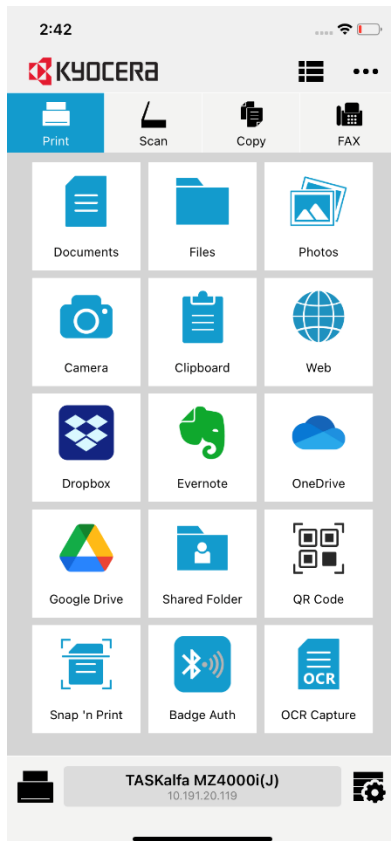 2:42
KYOCERA
Print Scan Copy FAX
Documents Files Photos
Camera Clipboard Web
Dropbox Evernote OneDrive
Google Drive Shared Folder QR Code
OCR
Snap 'n Print Badge Auth OCR Capture
TASKalfa MZ4000i(J)
10.191.20.119